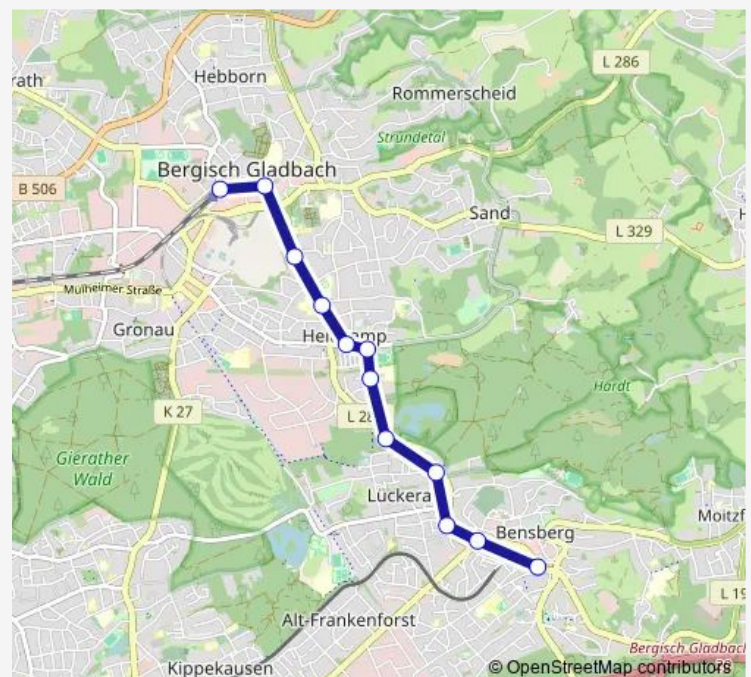 rath
Hebborn
L 286
Rommerscheid
Strundetal
Bergisch Gladbach
B 506
Sand
L 329
Mülheimer Straße
Gronau
Hardt
K 27
Gierather
Wald
Lückera
Bensberg
Moitzf
L 19
Alt-Frankenforst
Bergisch Gladbach
Kippekausen
© OpenStreetMap contributors